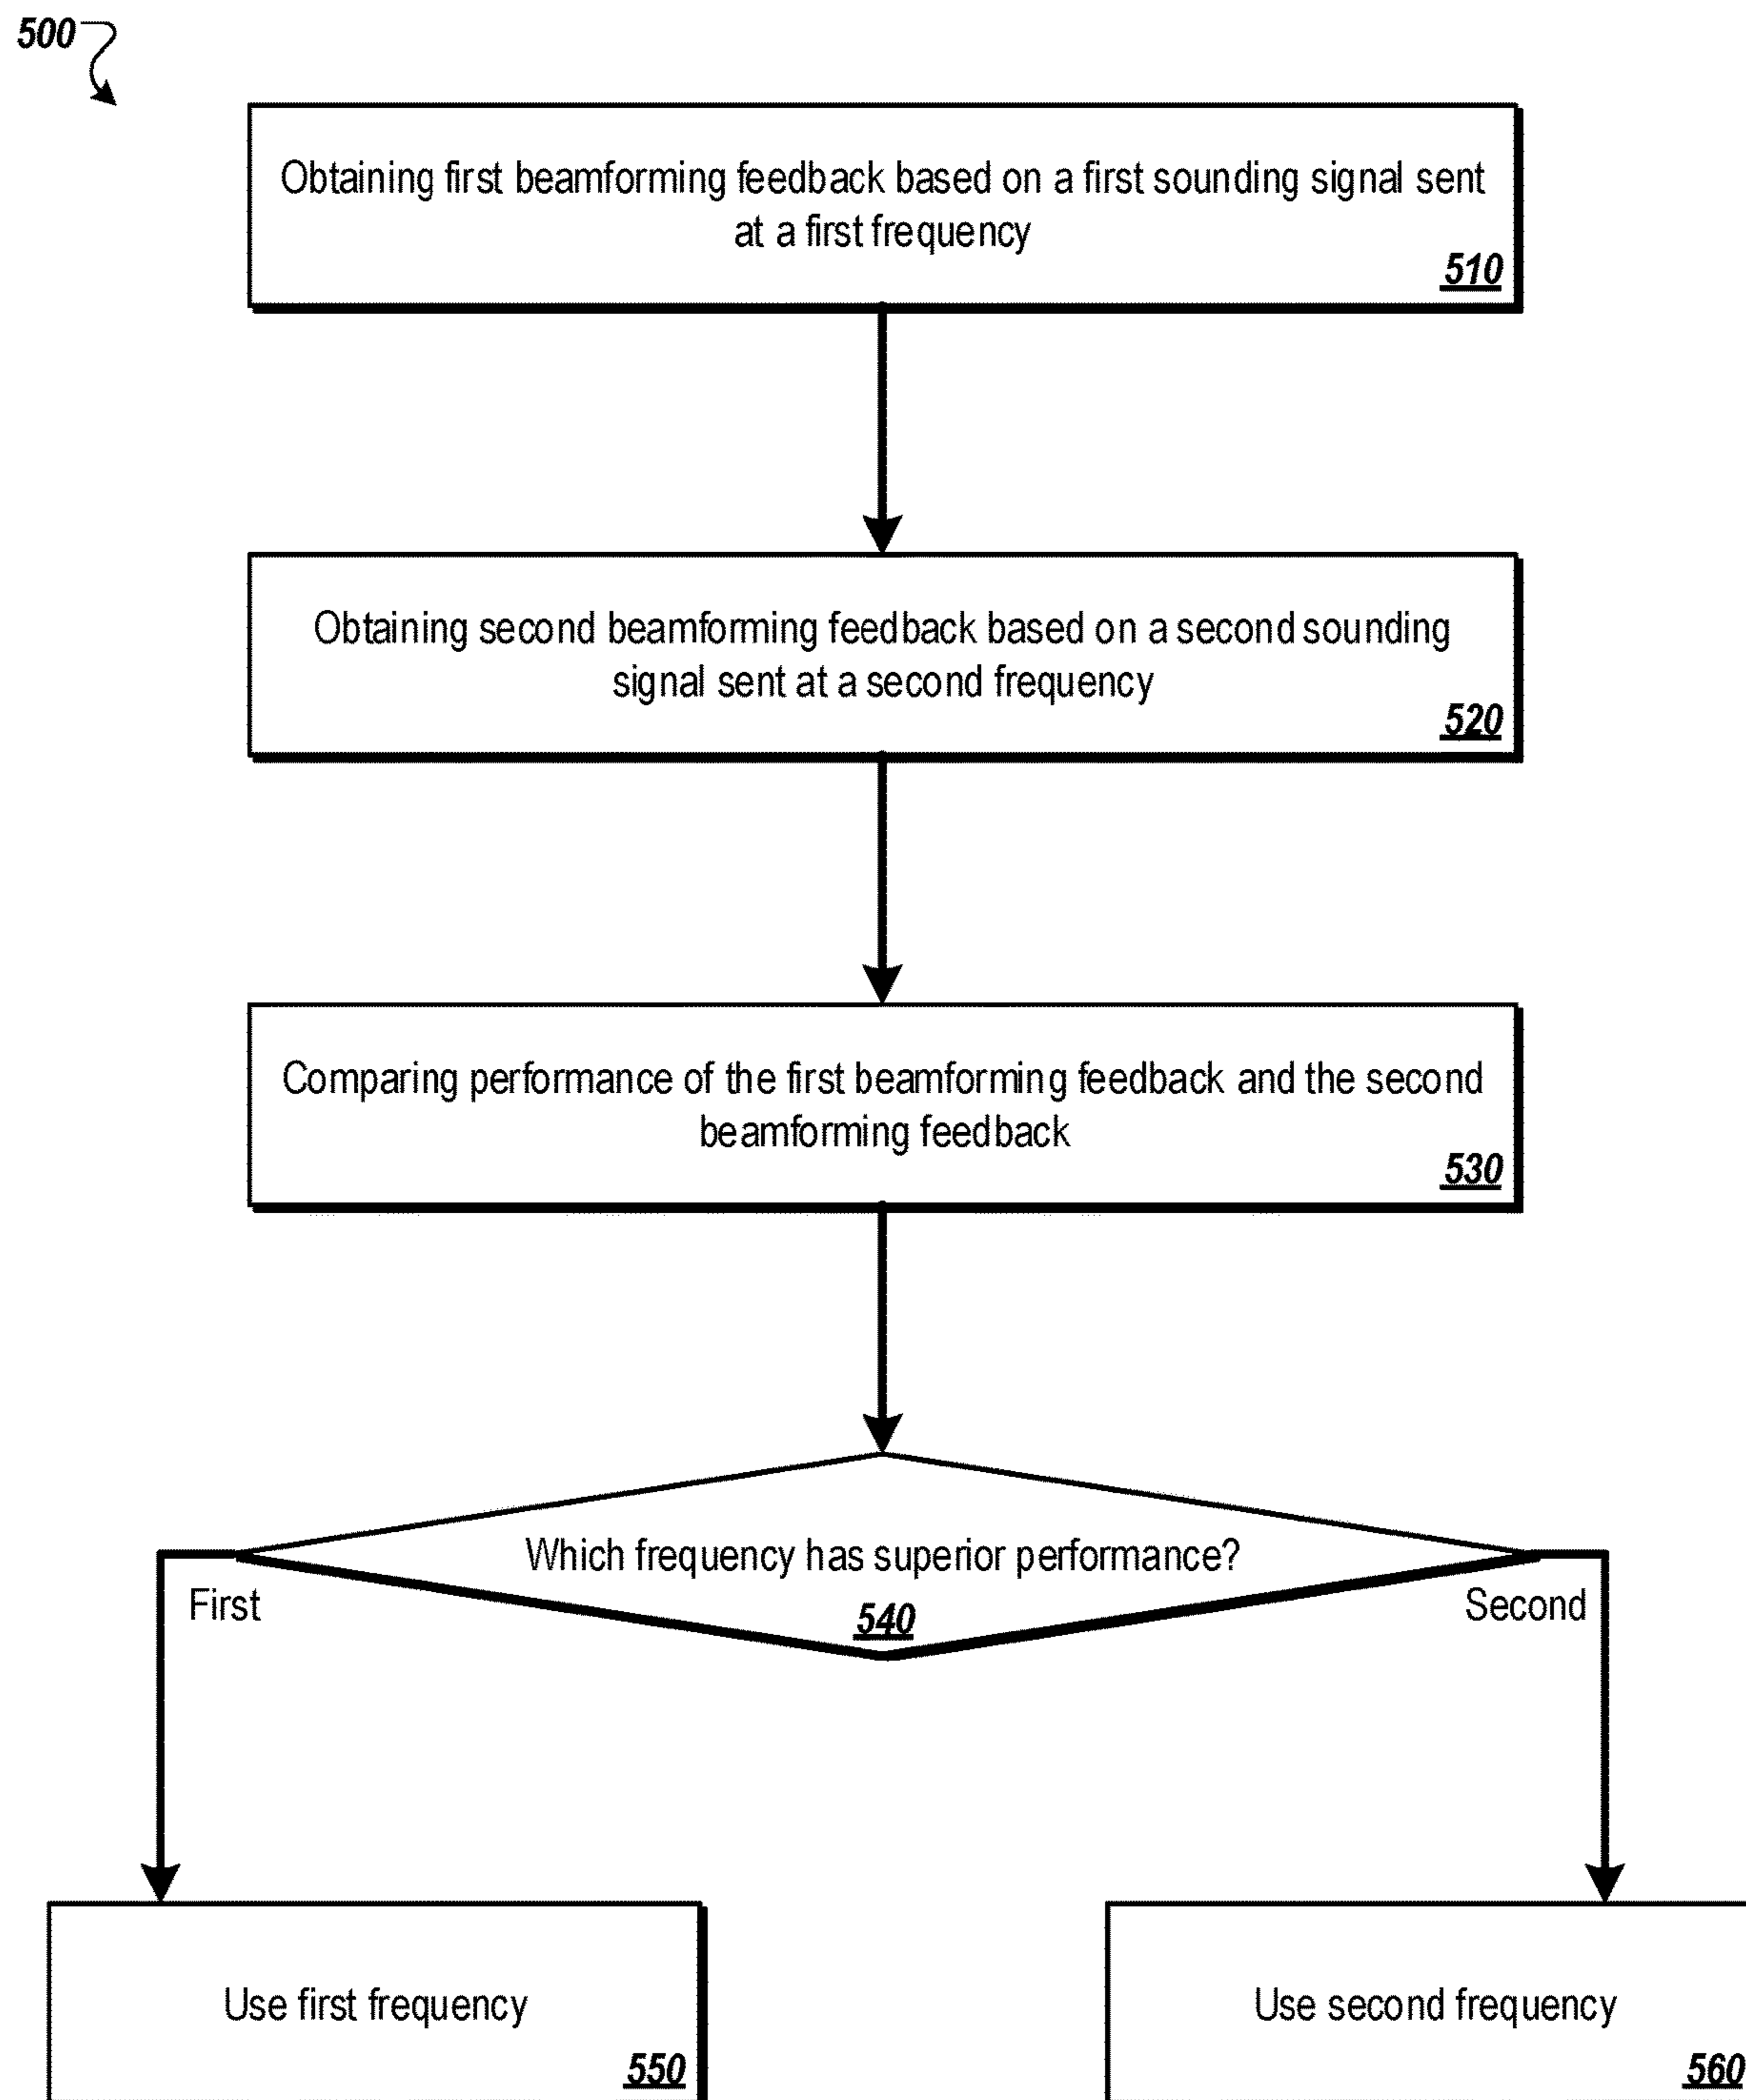 500
Obtaining first beamforming feedback based on a first sounding signal sent
at a first frequency
510
Obtaining second beamforming feedback based on a second sounding
signal sent at a second frequency
520
Comparing performance of the first beamforming feedback and the second
beamforming feedback
530
Which frequency has superior performance?
540
First
Second
Use first frequency
550
Use second frequency
560